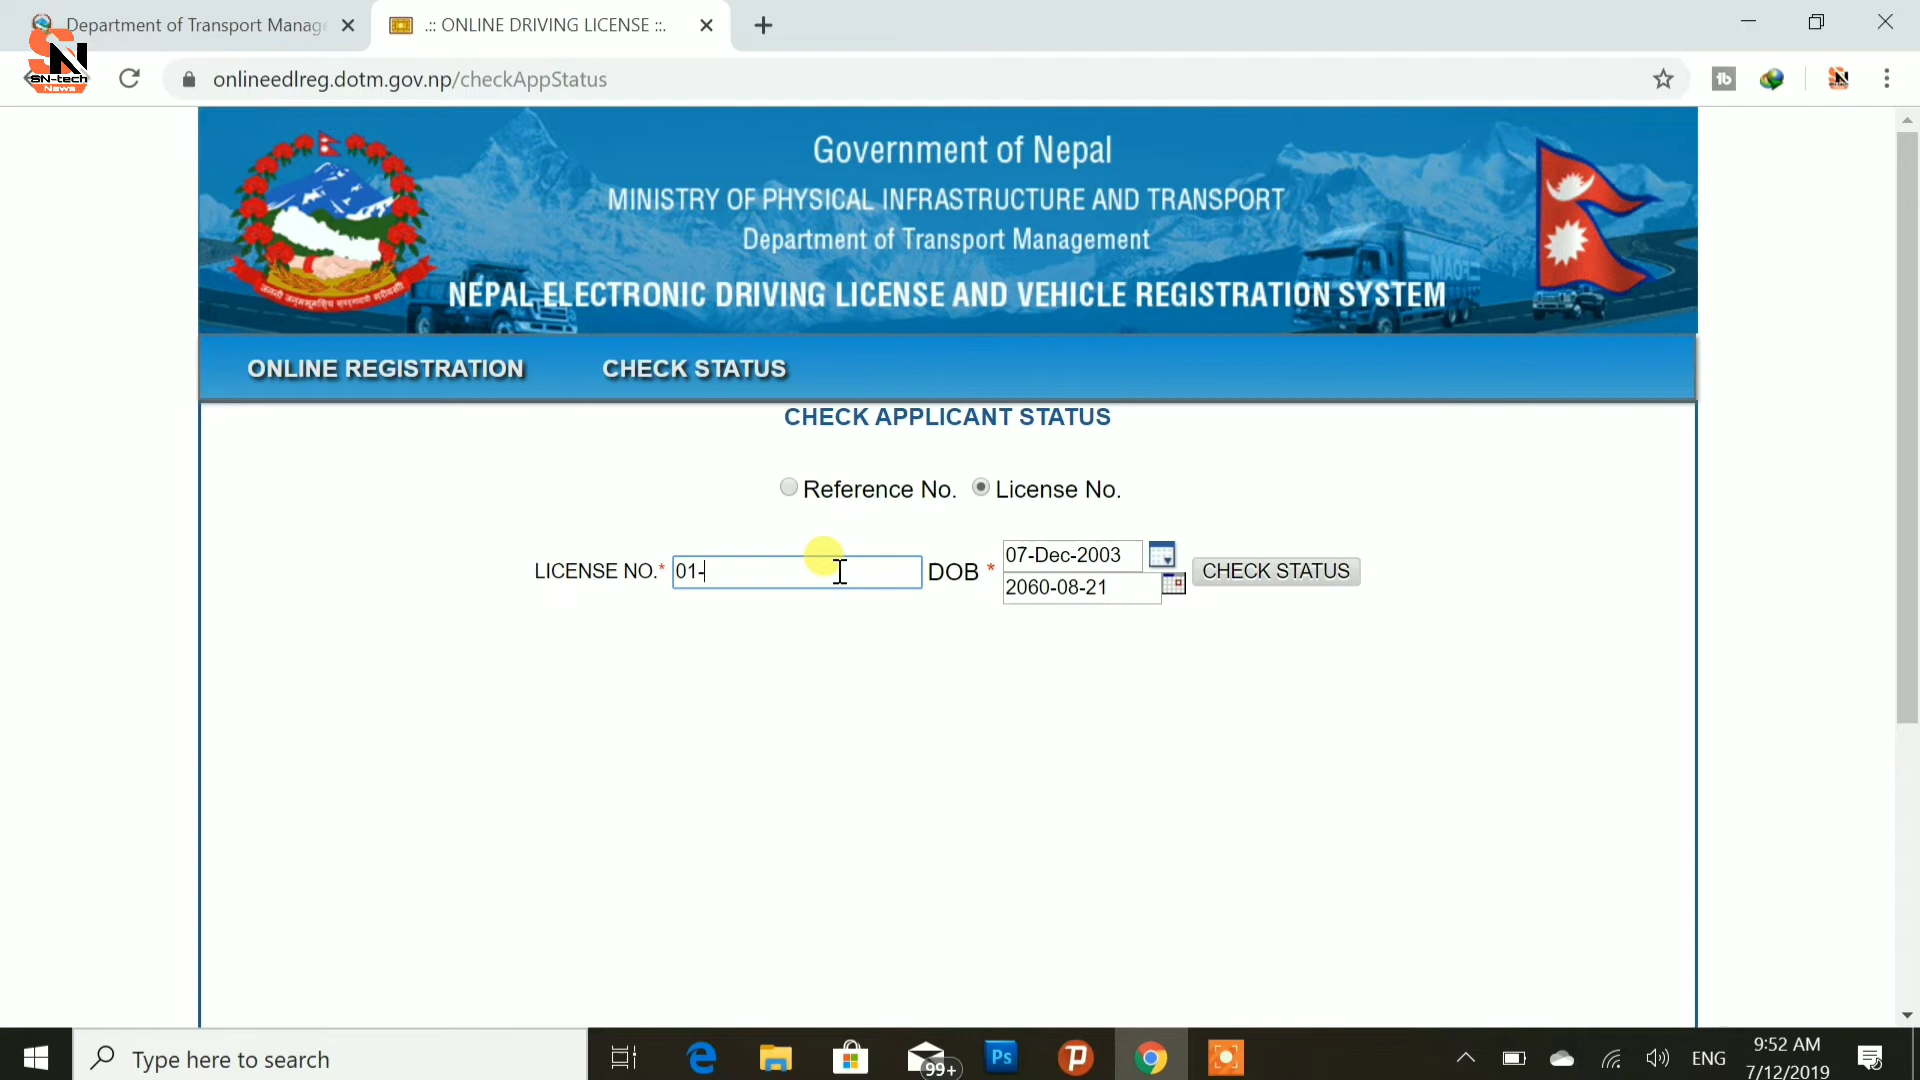 Department of Transport Manag
.:: ONLINE DRIVING LICENSE ::.
SN
SN-tech
News
onlineedlreg.dotm.gov.np/checkAppStatus
Government of Nepal
MINISTRY OF PHYSICAL INFRASTRUCTURE AND TRANSPORT
Department of Transport Management
NEPAL ELECTRONIC DRIVING LICENSE AND VEHICLE REGISTRATION SYSTEM
ONLINE REGISTRATION
CHECK STATUS
CHECK APPLICANT STATUS
Reference No.
License No.
LICENSE NO.* 01-
DOB *
07-Dec-2003
2060-08-21
CHECK STATUS
Type here to search
99+
Ps
ENG
9:52 AM
7/12/2019